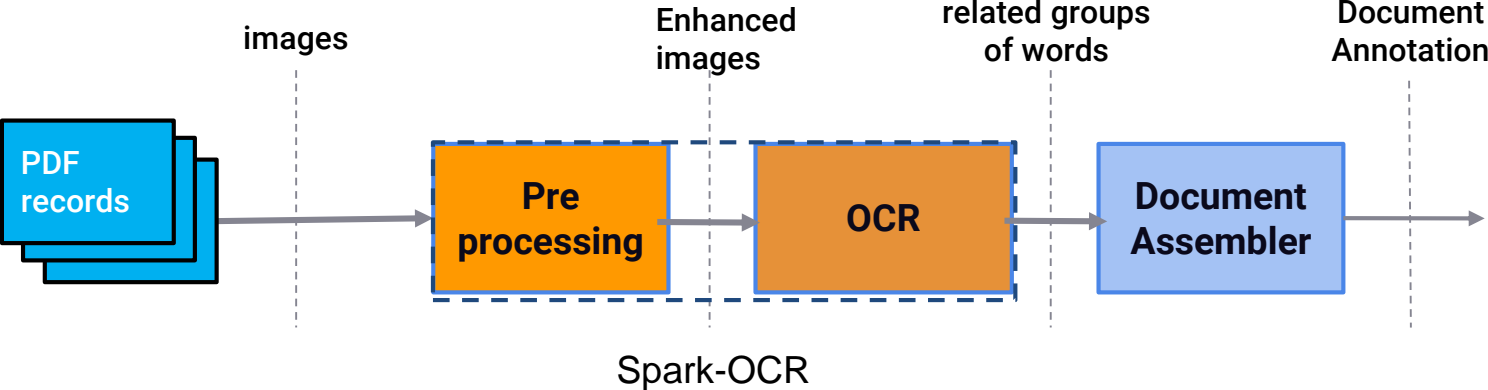 images
Enhanced
images
related groups
of words
Document
Annotation
PDF
records
Pre
processing
OCR
Document
Assembler
Spark-OCR